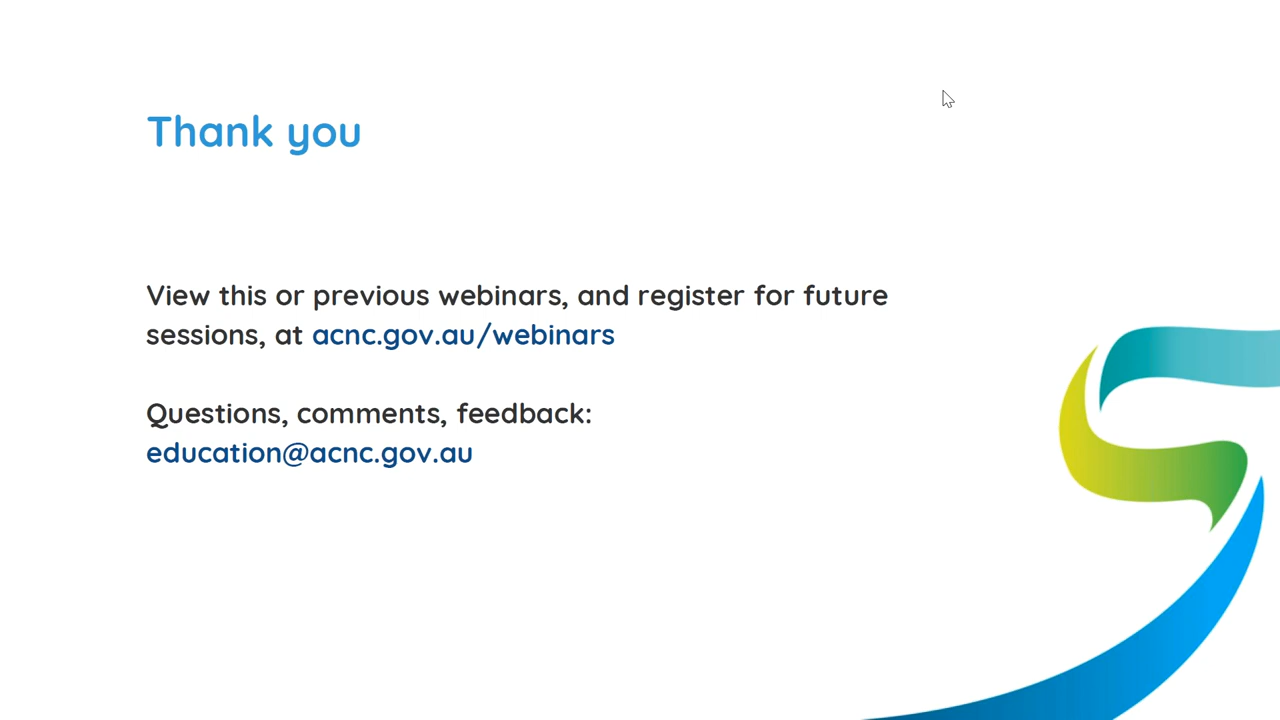 Thank you
View this or previous webinars, and register for future
sessions, at acnc.gov.au/webinars
Questions, comments, feedback:
education@acnc.gov.au